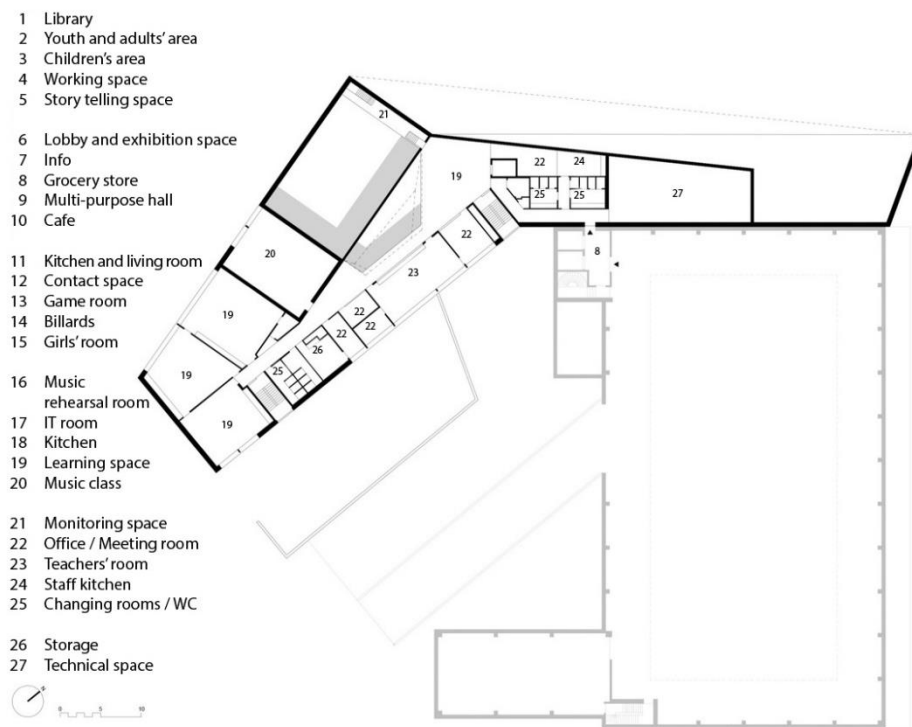 1 Library
2 Youth and adults' area
3 Children's area
4 Working space
5 Story telling space
6 Lobby and exhibition space
7 Info
8 Grocery store
9 Multi-purpose hall
10 Cafe
11 Kitchen and living room
12 Contact space
13 Game room
14 Billards
15 Girls' room
16 Music
rehearsal room
17 IT room
18 Kitchen
19 Learning space
20 Music class
21 Monitoring space
22 Office / Meeting room
23 Teachers' room
24 Staff kitchen
25 Changing rooms / WC
26 Storage
27 Technical space
0 5 10
21
22 24
19
25 25
27
22
8
20
23
19
22
22
22
26
25
19
19